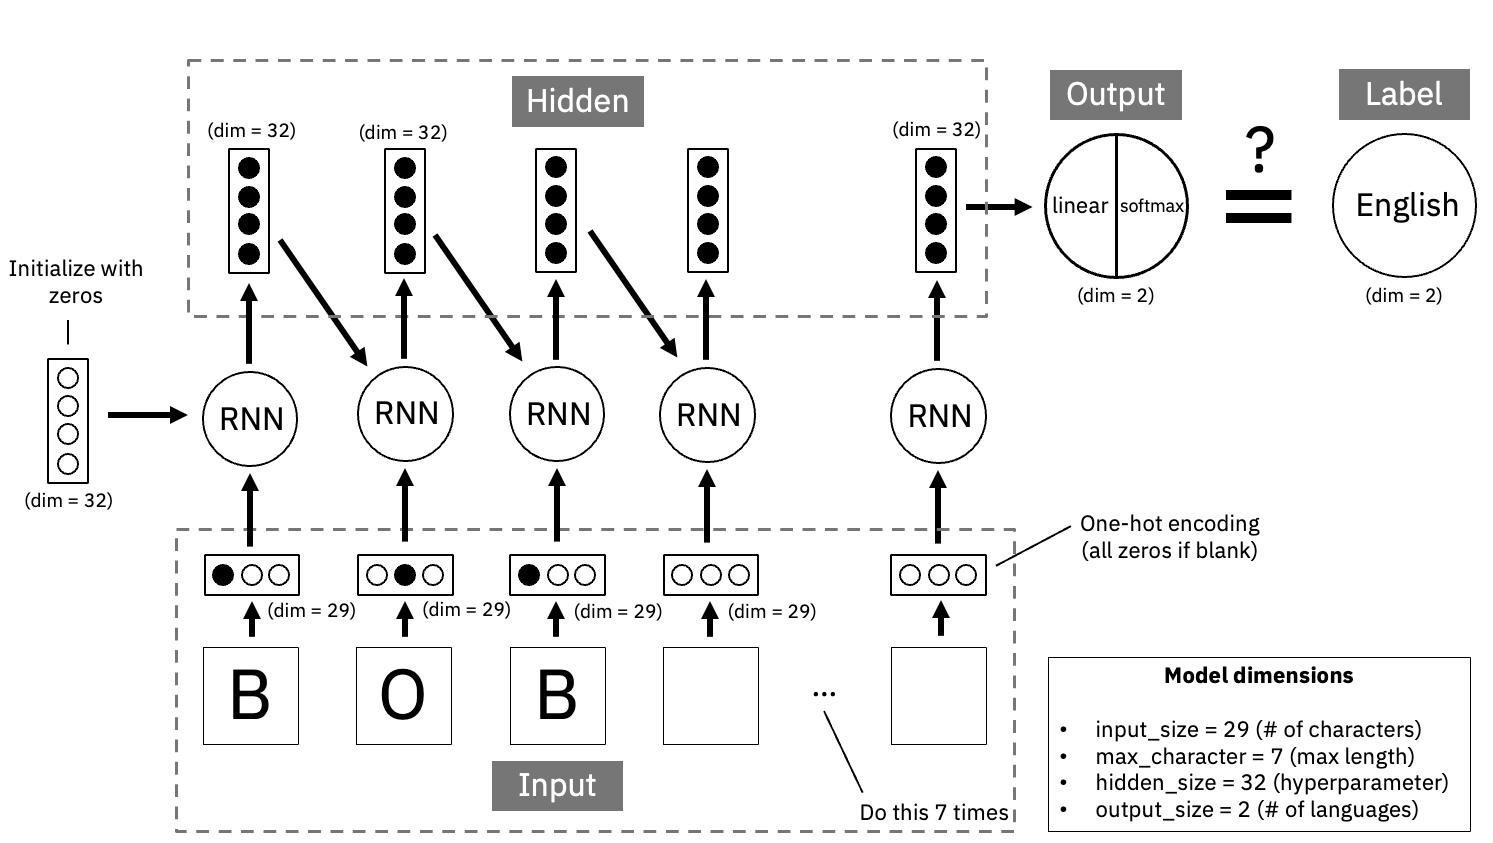 Hidden
Output
Label
(dim = 32)
(dim = 32)
(dim = 32)
?
linear
softmax
English
(dim = 2)
(dim = 2)
Initialize with
zeros
(dim = 32)
RNN
RNN
RNN
RNN
RNN
One-hot encoding
(all zeros if blank)
(dim = 29)
(dim = 29)
(dim = 29)
(dim = 29)
B
O
B
...
Input
Do this 7 times
Model dimensions
• input_size = 29 (# of characters)
• max_character = 7 (max length)
• hidden_size = 32 (hyperparameter)
• output_size = 2 (# of languages)